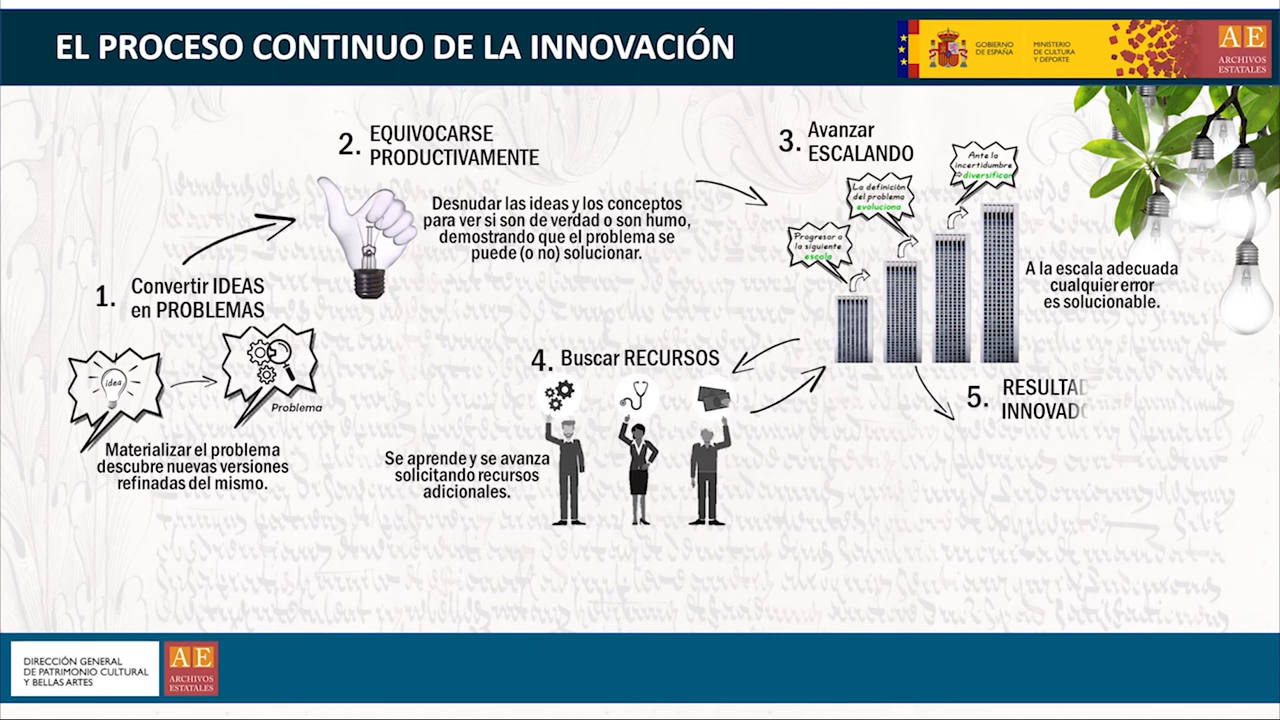 EL PROCESO CONTINUO DE LA INNOVACIÓN
GOBIERNO
DE ESPAÑA
MINISTERIO
DE CULTURA
Y DEPORTE
AE
ARCHIVOS
ESTATALES
1.
Convertir IDEAS
en PROBLEMAS
idea
Problema
Materializar el problema
descubre nuevas versiones
refinadas del mismo.
2.
EQUIVOCARSE
PRODUCTIVAMENTE
Desnudar las ideas y los conceptos
para ver si son de verdad o son humo,
demostrando que el problema se
puede (o no) solucionar.
3.
Avanzar
ESCALANDO
Progresar a
la siguiente
escala
La definición
del problema
evoluciona
Ante la
incertidumbre
⇒ diversificar
A la escala adecuada
cualquier error
es solucionable.
4. Buscar RECURSOS
Se aprende y se avanza
solicitando recursos
adicionales.
5.
RESULTAD
INNOVADO
DIRECCIÓN GENERAL
DE PATRIMONIO CULTURAL
Y BELLAS ARTES
AE
ARCHIVOS
ESTATALES